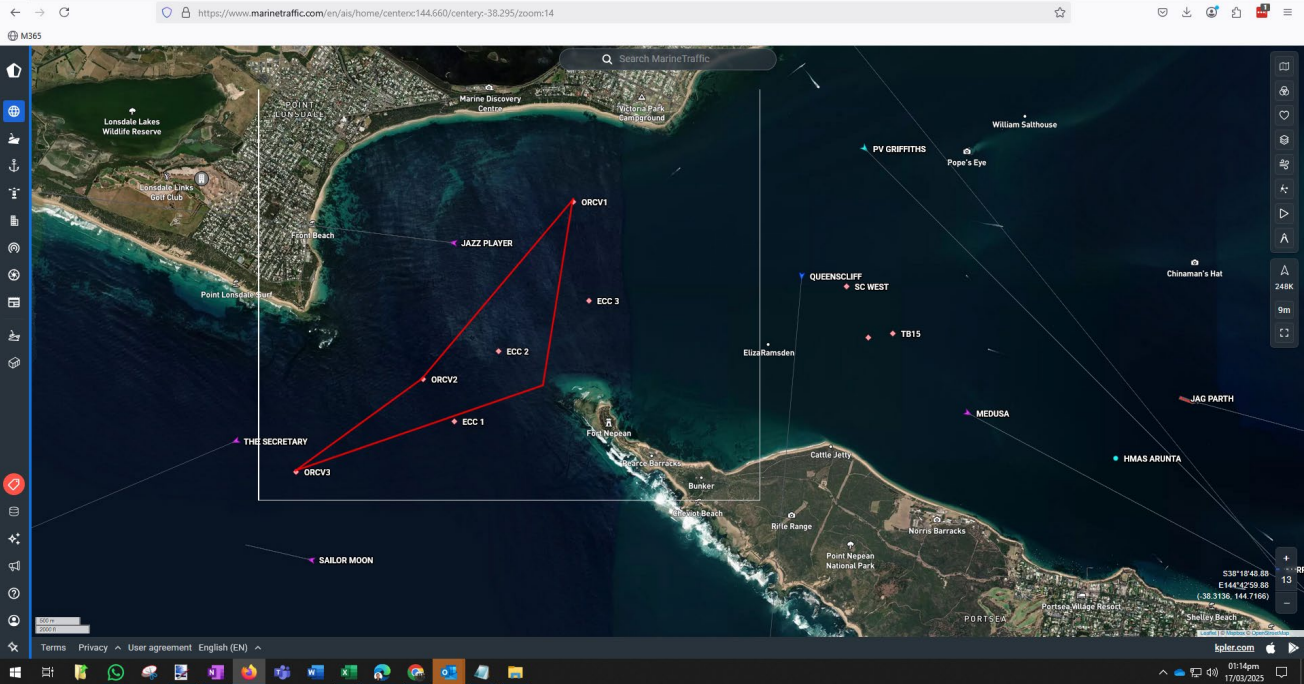 https://www.marinetraffic.com/en/ais/home/centerx:144.660/centery:-38.295/zoom:14
1
M365
Search MarineTraffic
Marine Discovery
Centre
POINT
LONSDALE
Victoria Park
Campground
Lonsdale Lakes
Wildlife Reserve
William Salthouse
PV GRIFFITHS
Pope's Eye
Lonsdale Links
Golf Club
ORCV1
Front Beach
JAZZ PLAYER
Chinaman's Hat
248K
QUEENSCLIFF
SC WEST
Point Lonsdale Surf
ECC 3
9m
TB15
ECC 2
ElizaRamsden
ORCV2
JAG PARTH
MEDUSA
ECC 1
Fort Nepean
THE SECRETARY
Cattle Jetty
HMAS ARUNTA
Pearce Barracks
ORCV3
Bunker
Cheviot Beach
Rifle Range
Norris Barracks
SAILOR MOON
Point Nepean
National Park
S38°18'48.88
E144°42'59.88
(-38.3136, 144.7166)
+
13
−
Portsea Village Resort
PORTSEA
Shelley Beach
500 m
2000 ft
Leaflet | © Mapbox © OpenStreetMap
Terms Privacy User agreement English (EN)
kpler.com
01:14pm
17/03/2025